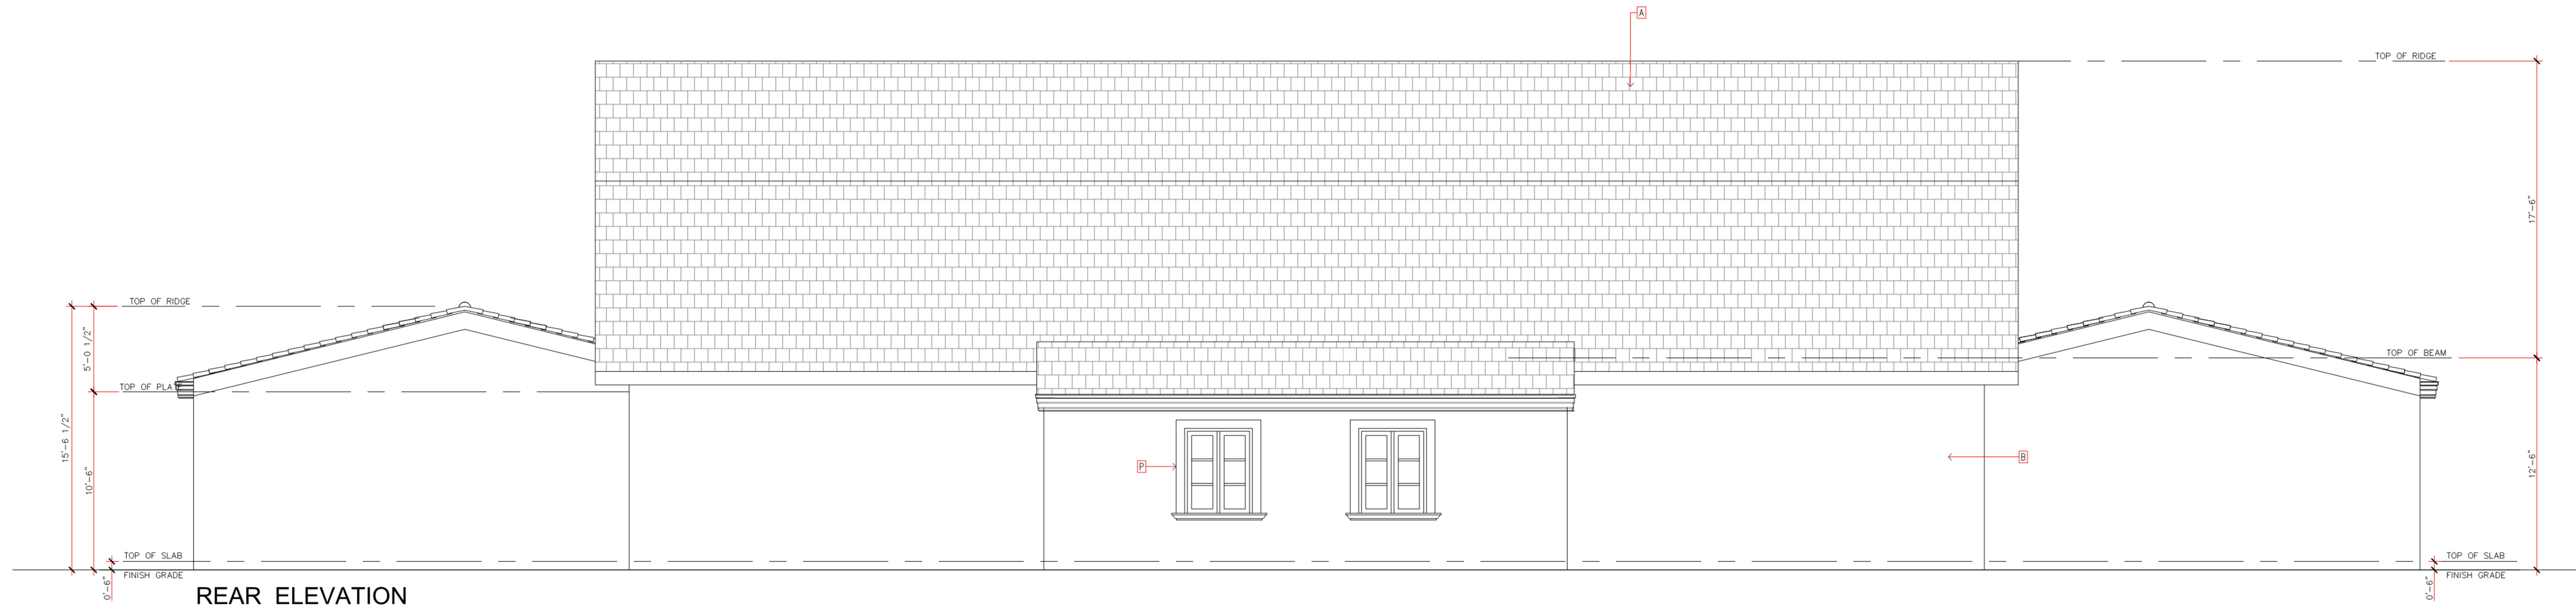 A
TOP OF RIDGE
17'-6"
TOP OF RIDGE
5'-0 1/2"
TOP OF BEAM
TOP OF PLATE
15'-6 1/2"
10'-6"
P
B
12'-6"
TOP OF SLAB
TOP OF SLAB
FINISH GRADE
FINISH GRADE
0'-6"
0'-6"
REAR ELEVATION